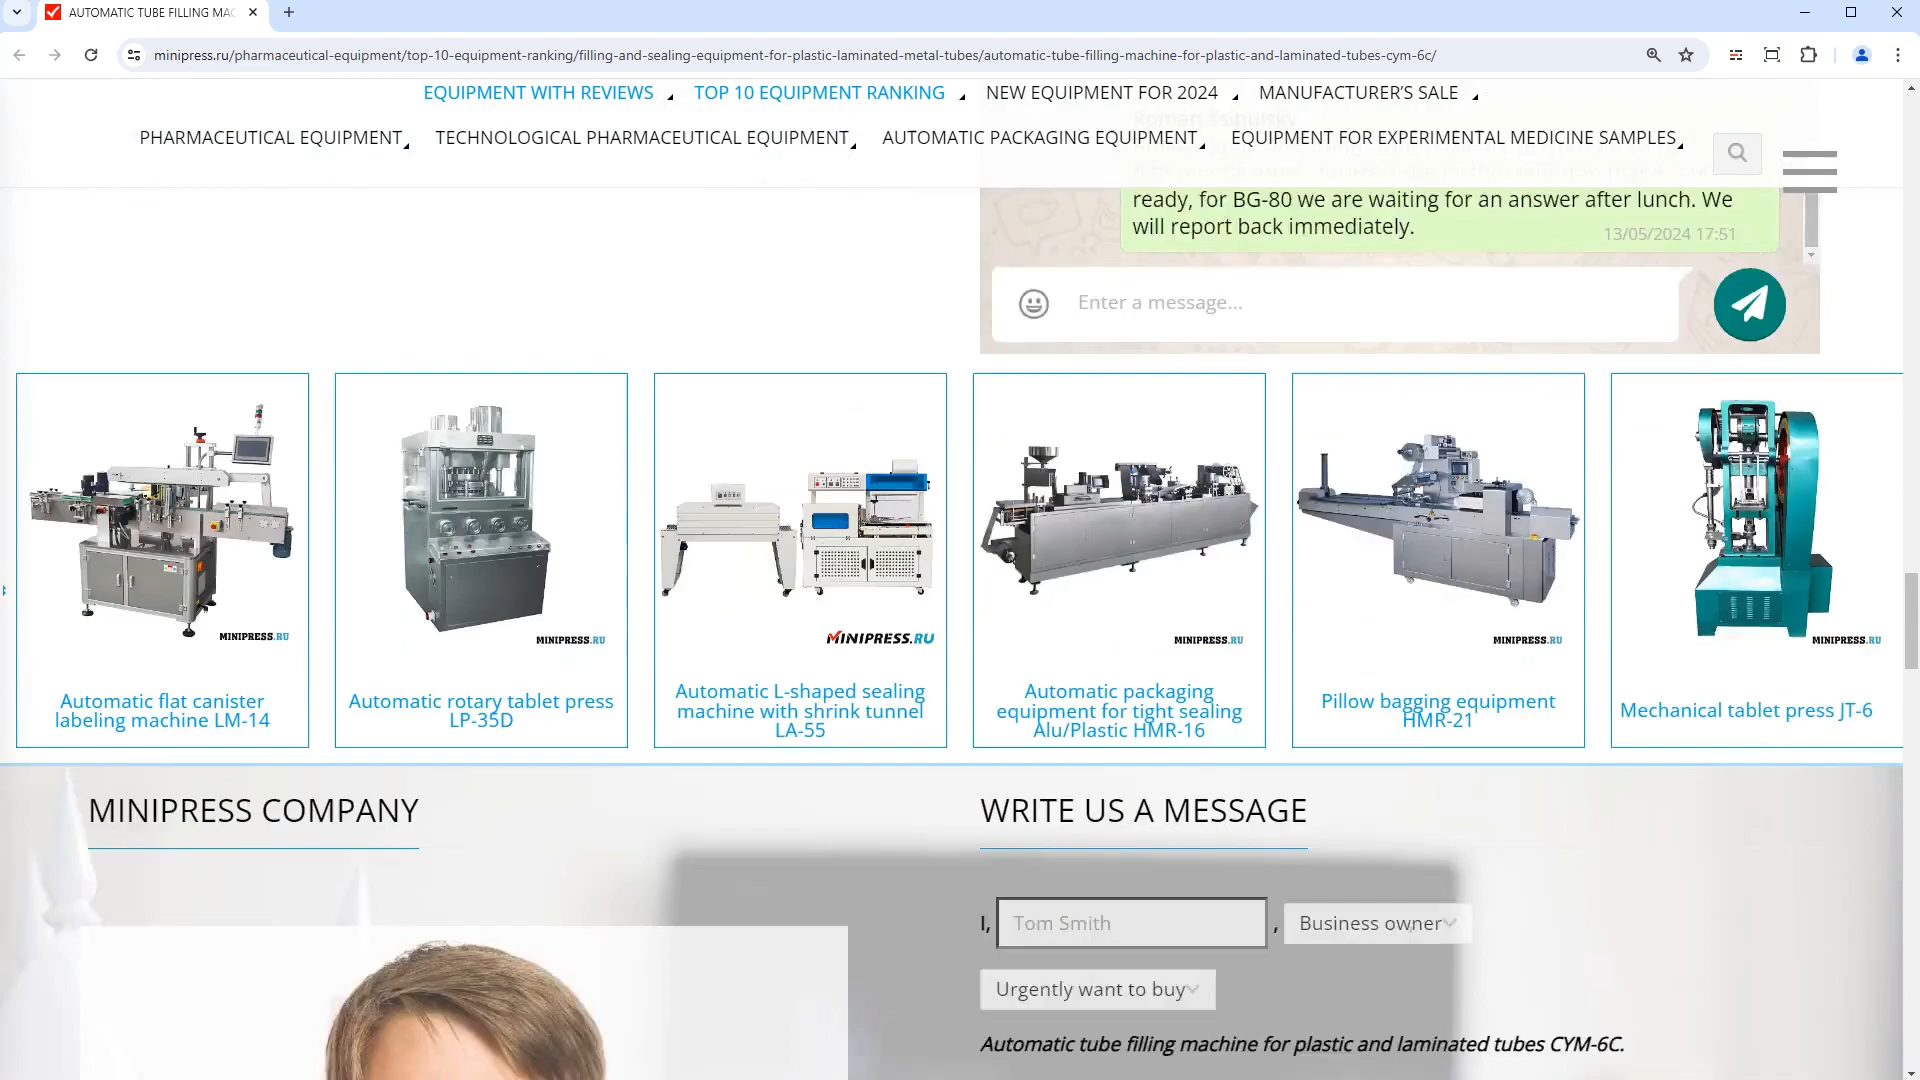 AUTOMATIC TUBE FILLING MAC
minipress.ru/pharmaceutical-equipment/top-10-equipment-ranking/filling-and-sealing-equipment-for-plastic-laminated-metal-tubes/automatic-tube-filling-machine-for-plastic-and-laminated-tubes-cym-6c/
EQUIPMENT WITH REVIEWS TOP 10 EQUIPMENT RANKING NEW EQUIPMENT FOR 2024 MANUFACTURER'S SALE
Roman Tsibulsky
PHARMACEUTICAL EQUIPMENT TECHNOLOGICAL PHARMACEUTICAL EQUIPMENT AUTOMATIC PACKAGING EQUIPMENT EQUIPMENT FOR EXPERIMENTAL MEDICINE SAMPLES
ready, for BG-80 we are waiting for an answer after lunch. We
will report back immediately.
13/05/2024 17:51
Enter a message...
MINIPRESS.RU
MINIPRESS.RU
MINIPRESS.RU
MINIPRESS.RU
MINIPRESS.RU
MINIPRESS.RU
Automatic flat canister
labeling machine LM-14
Automatic rotary tablet press
LP-35D
Automatic L-shaped sealing
machine with shrink tunnel
LA-55
Automatic packaging
equipment for tight sealing
Alu/Plastic HMR-16
Pillow bagging equipment
HMR-21
Mechanical tablet press JT-6
MINIPRESS COMPANY
WRITE US A MESSAGE
I, Tom Smith , Business owner
Urgently want to buy
Automatic tube filling machine for plastic and laminated tubes CYM-6C.